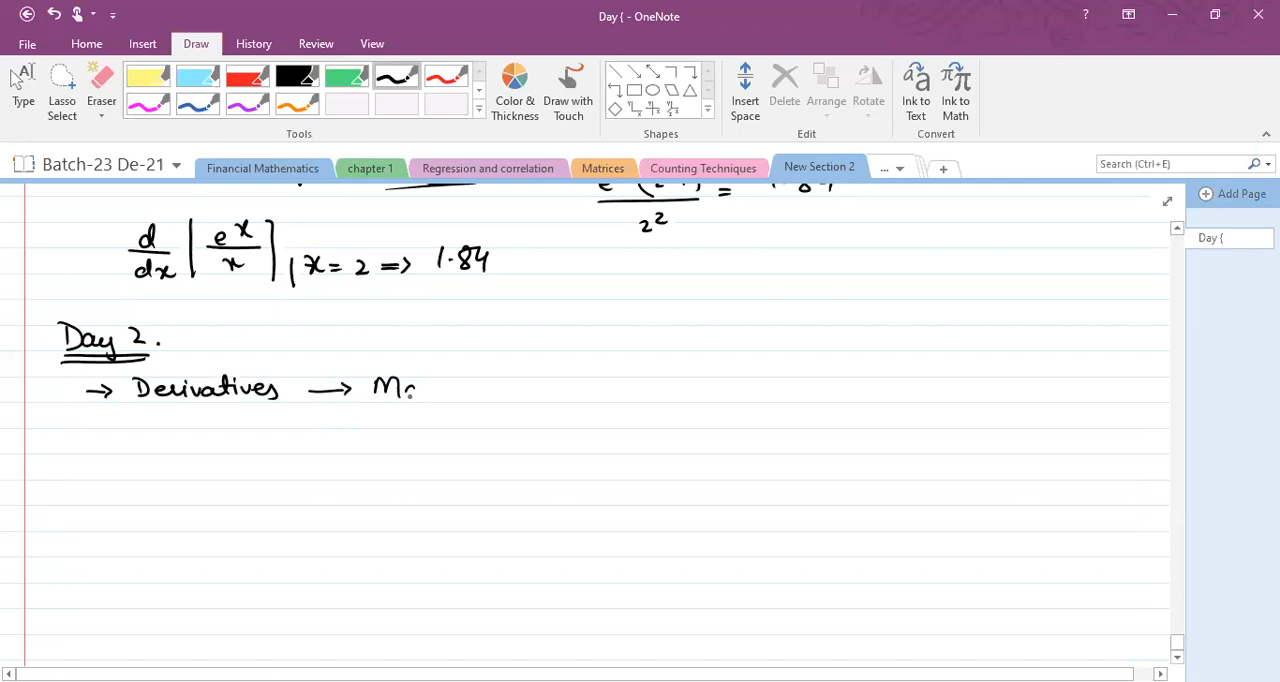 Day { - OneNote
?
File Home Insert Draw History Review View
Type
Lasso Select
Eraser
Color & Thickness
Draw with Touch
Insert Space
Delete Arrange Rotate
Ink to Text
Ink to Math
Tools Shapes Edit Convert
Batch-23 De-21 Financial Mathematics chapter 1 Regression and correlation Matrices Counting Techniques New Section 2 ... + Search (Ctrl+E)
Add Page
Day {
=
2²
d/dx [e^x/x] | x = 2 ⇒ 1.84
Day 2.
→ Derivatives → M